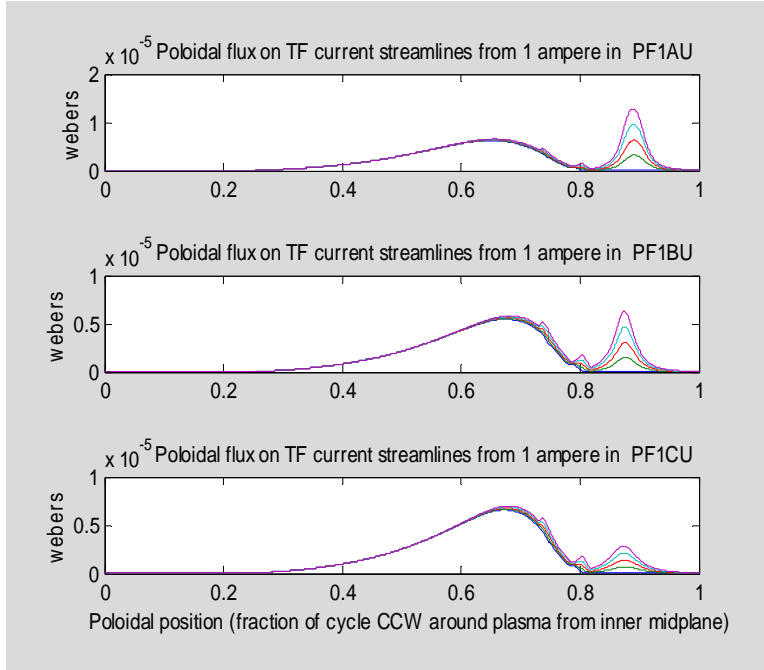 x 10^-5 Poloidal flux on TF current streamlines from 1 ampere in PF1AU
2
1
0
webers
0 0.2 0.4 0.6 0.8 1
x 10^-5 Poloidal flux on TF current streamlines from 1 ampere in PF1BU
1
0.5
0
webers
0 0.2 0.4 0.6 0.8 1
x 10^-5 Poloidal flux on TF current streamlines from 1 ampere in PF1CU
1
0.5
0
webers
0 0.2 0.4 0.6 0.8 1
Poloidal position (fraction of cycle CCW around plasma from inner midplane)